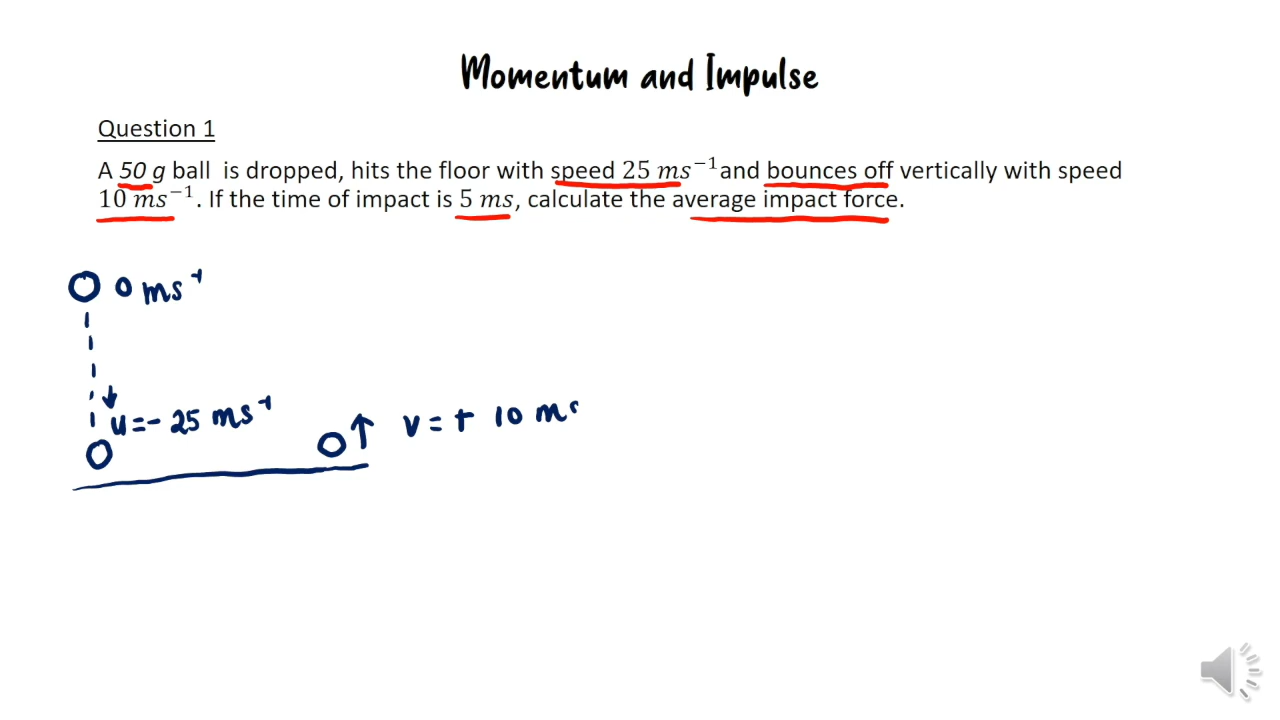 Momentum and Impulse
Question 1
A 50 g ball is dropped, hits the floor with speed 25 ms⁻¹and bounces off vertically with speed
10 ms⁻¹. If the time of impact is 5 ms, calculate the average impact force.
0 ms⁻¹
u = - 25 ms⁻¹
v = + 10 ms